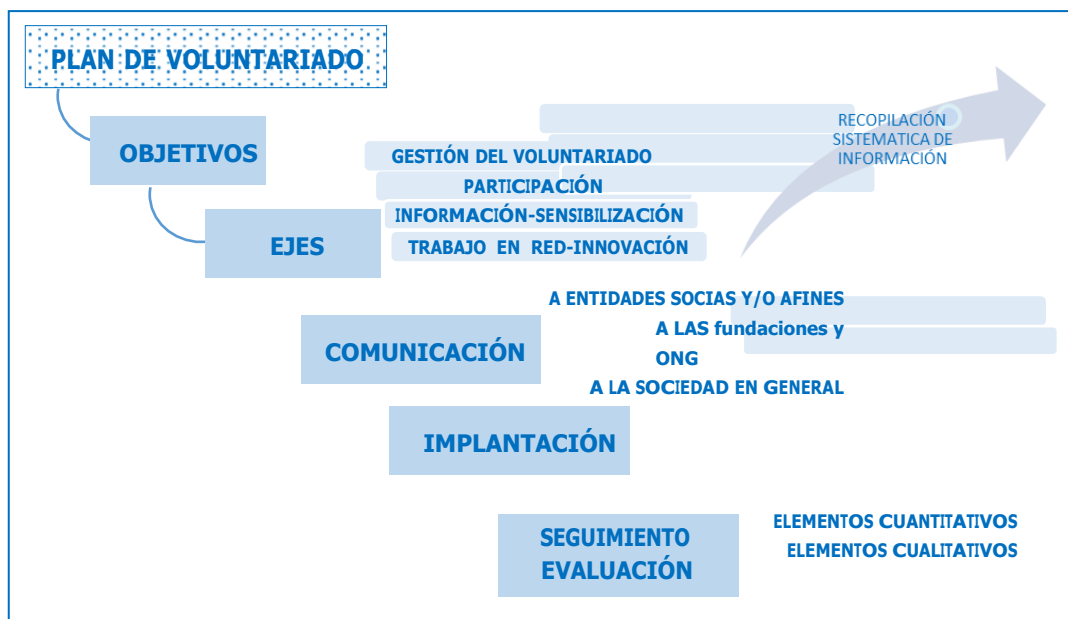 PLAN DE VOLUNTARIADO
OBJETIVOS
GESTIÓN DEL VOLUNTARIADO
PARTICIPACIÓN
INFORMACIÓN-SENSIBILIZACIÓN
TRABAJO EN RED-INNOVACIÓN
RECOPILACIÓN
SISTEMATICA DE
INFORMACIÓN
EJES
A ENTIDADES SOCIAS Y/O AFINES
A LAS fundaciones y
ONG
A LA SOCIEDAD EN GENERAL
COMUNICACIÓN
IMPLANTACIÓN
SEGUIMIENTO
EVALUACIÓN
ELEMENTOS CUANTITATIVOS
ELEMENTOS CUALITATIVOS